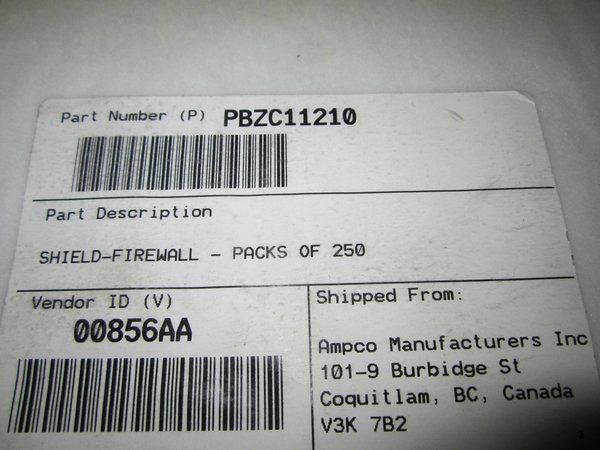 Part Number (P) PBZC11210
Part Description
SHIELD-FIREWALL - PACKS OF 250
Vendor ID (V)
00856AA
Shipped From:
Ampco Manufacturers Inc
101-9 Burbidge St
Coquitlam, BC, Canada
V3K 7B2